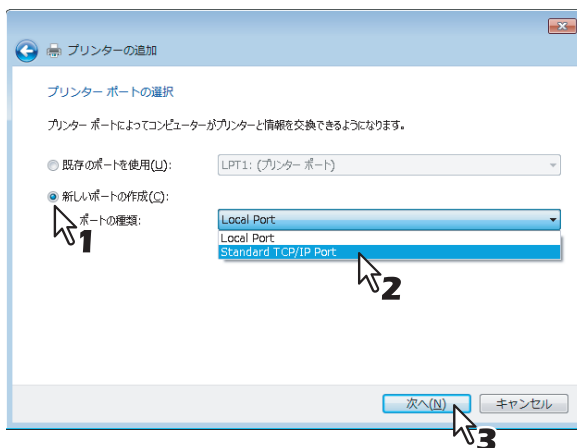 プリンターの追加
プリンター ポートの選択
プリンター ポートによってコンピューターがプリンターと情報を交換できるようになります。
既存のポートを使用(U): LPT1: (プリンター ポート)
新しいポートの作成(C):
ポートの種類: Local Port
1
Local Port
Standard TCP/IP Port
2
次へ(N) キャンセル
3